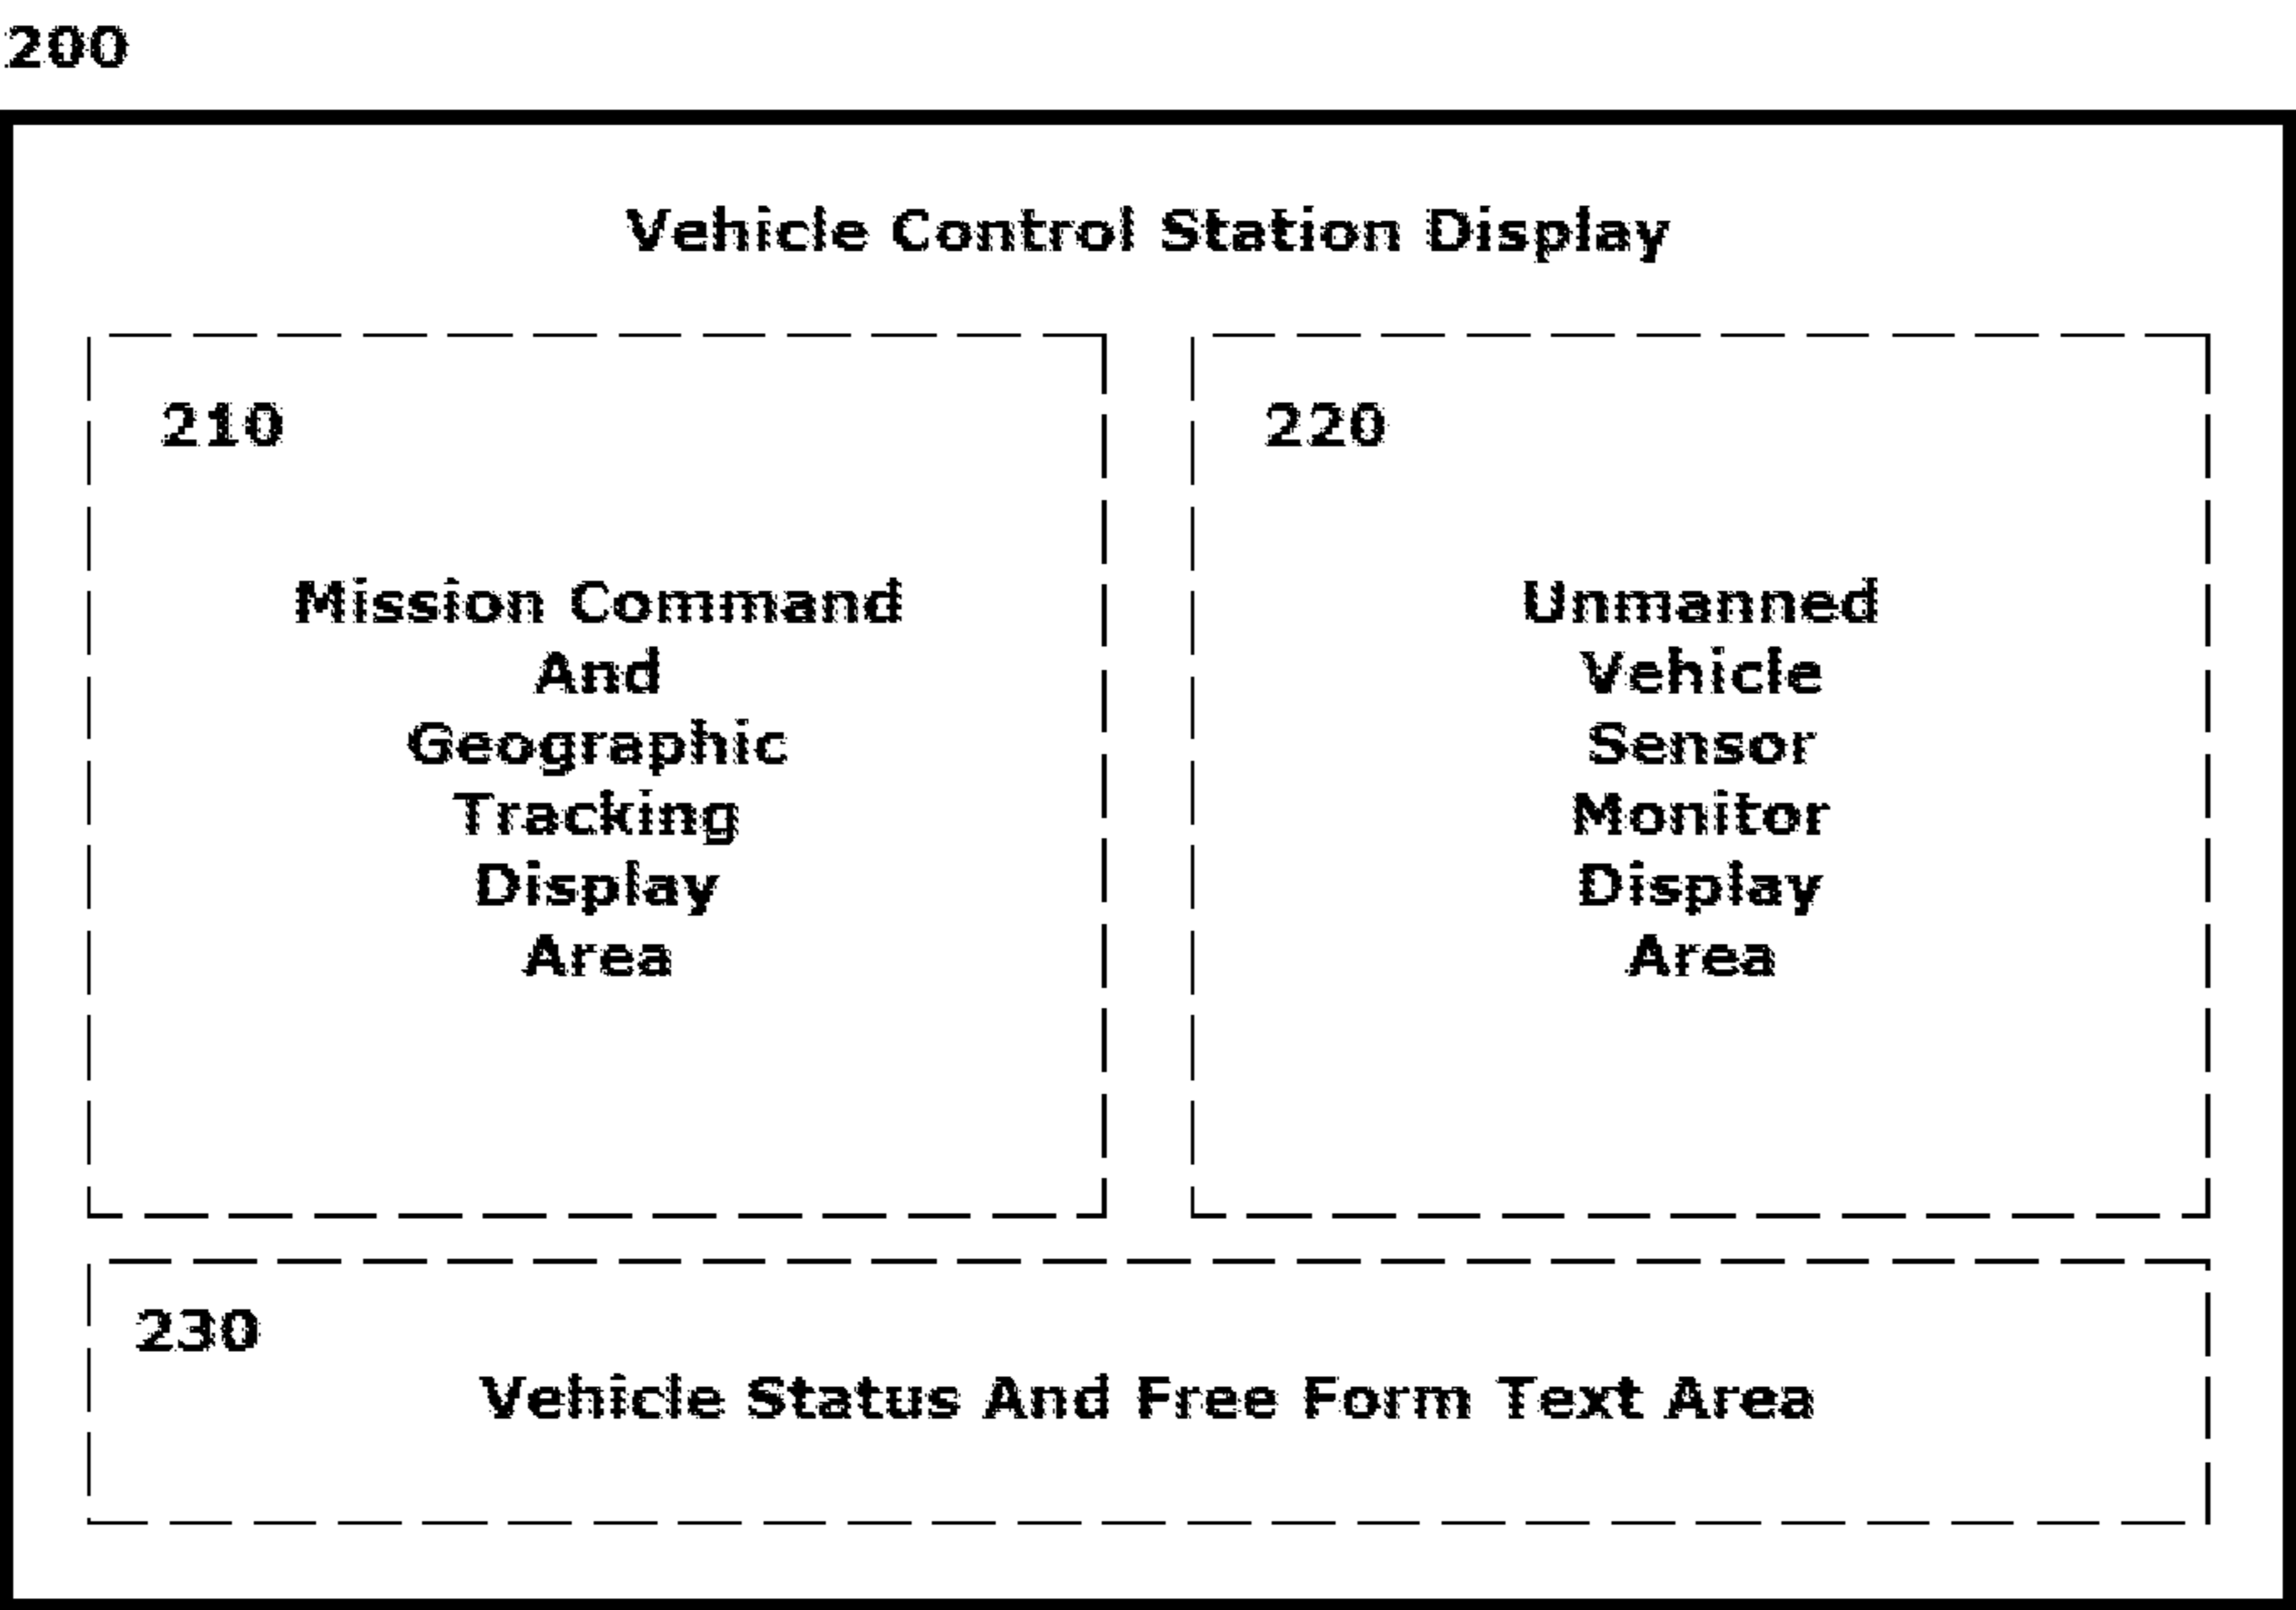 200
Vehicle Control Station Display
210
Mission Command
And
Geographic
Tracking
Display
Area
220
Unmanned
Vehicle
Sensor
Monitor
Display
Area
230
Vehicle Status And Free Form Text Area